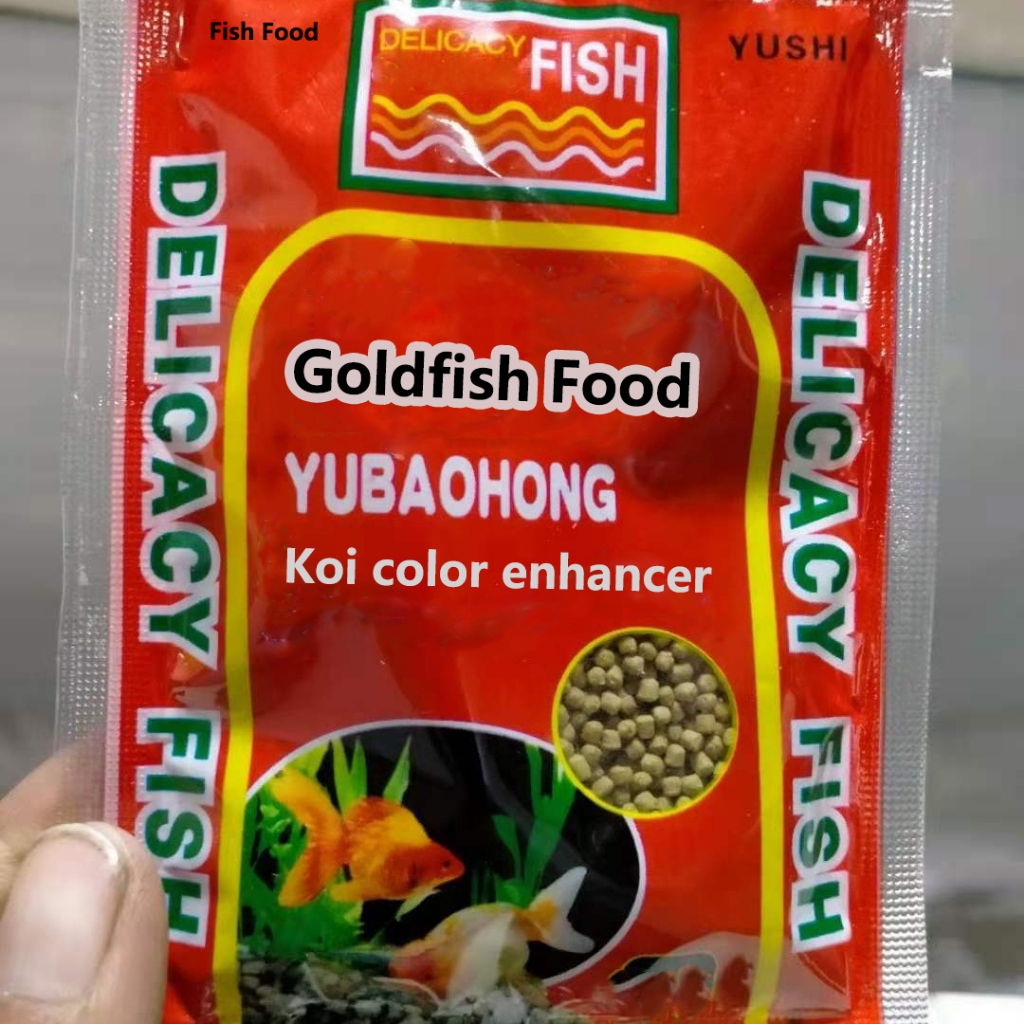 Fish Food
DELICACY
FISH
YUSHI
DELICACY FISH
DELICACY FISH
Goldfish Food
YUBAOHONG
Koi color enhancer